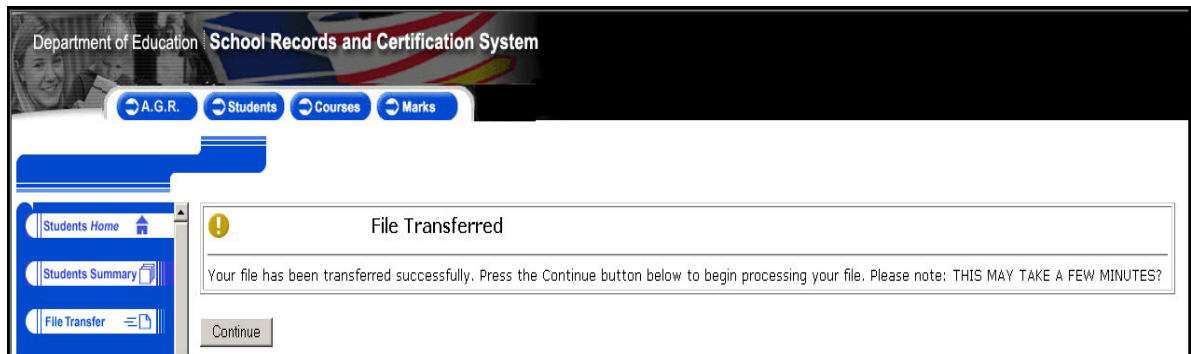 Department of Education School Records and Certification System
A.G.R. Students Courses Marks
Students Home
Students Summary
File Transfer
File Transferred
Your file has been transferred successfully. Press the Continue button below to begin processing your file. Please note: THIS MAY TAKE A FEW MINUTES?
Continue